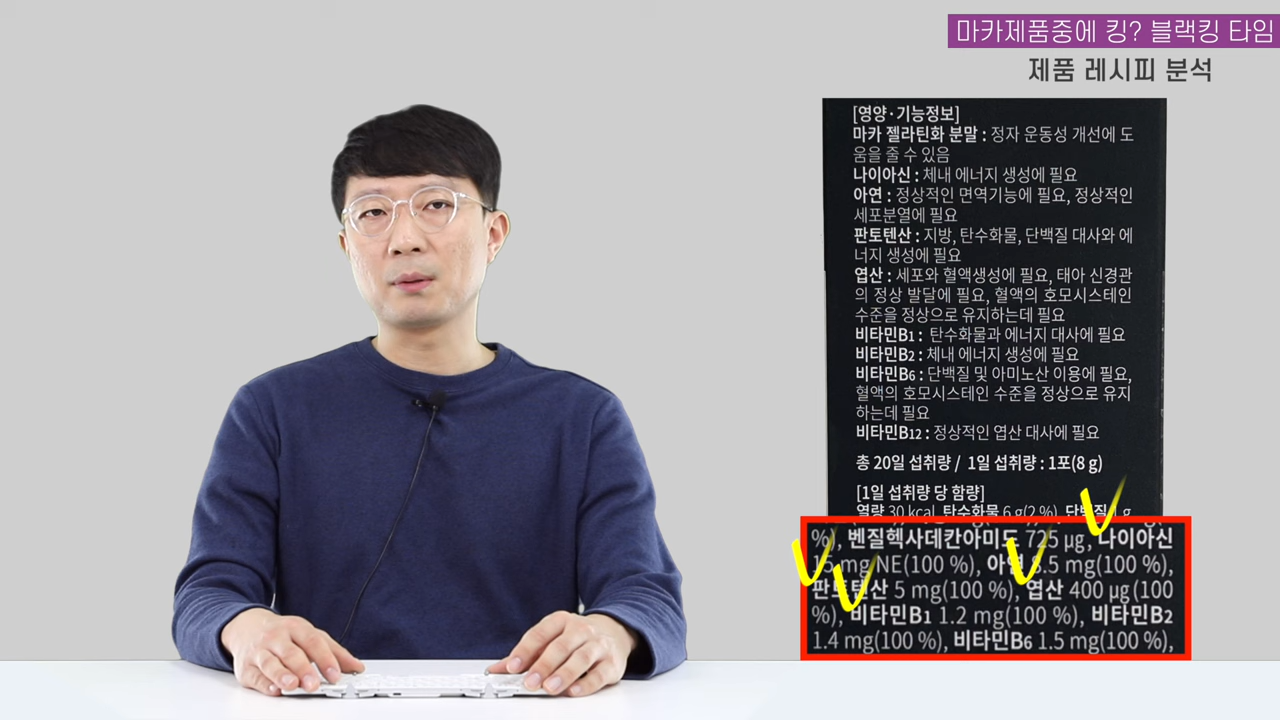 마카제품중에 킹? 블랙킹 타임
제품 레시피 분석
[영양·기능정보]
마카 젤라틴화 분말 : 정자 운동성 개선에 도
움을 줄 수 있음
나이아신 : 체내 에너지 생성에 필요
아연 : 정상적인 면역기능에 필요, 정상적인
세포분열에 필요
판토텐산 : 지방, 탄수화물, 단백질 대사와 에
너지 생성에 필요
엽산 : 세포와 혈액생성에 필요, 태아 신경관
의 정상 발달에 필요, 혈액의 호모시스테인
수준을 정상으로 유지하는데 필요
비타민B1 : 탄수화물과 에너지 대사에 필요
비타민B2 : 체내 에너지 생성에 필요
비타민B6 : 단백질 및 아미노산 이용에 필요,
혈액의 호모시스테인 수준을 정상으로 유지
하는데 필요
비타민B12 : 정상적인 엽산 대사에 필요
총 20일 섭취량 / 1일 섭취량 : 1포(8 g)
[1일 섭취량 당 함량]
열량 30 kcal, 탄수화물 6 g(2 %), 단백질 1 g
%), 벤질헥사데칸아미드 725 µg, 나이아신
15 mg NE(100 %), 아연 8.5 mg(100 %),
판토텐산 5 mg(100 %), 엽산 400 µg(100
%), 비타민B1 1.2 mg(100 %), 비타민B2
1.4 mg(100 %), 비타민B6 1.5 mg(100 %),